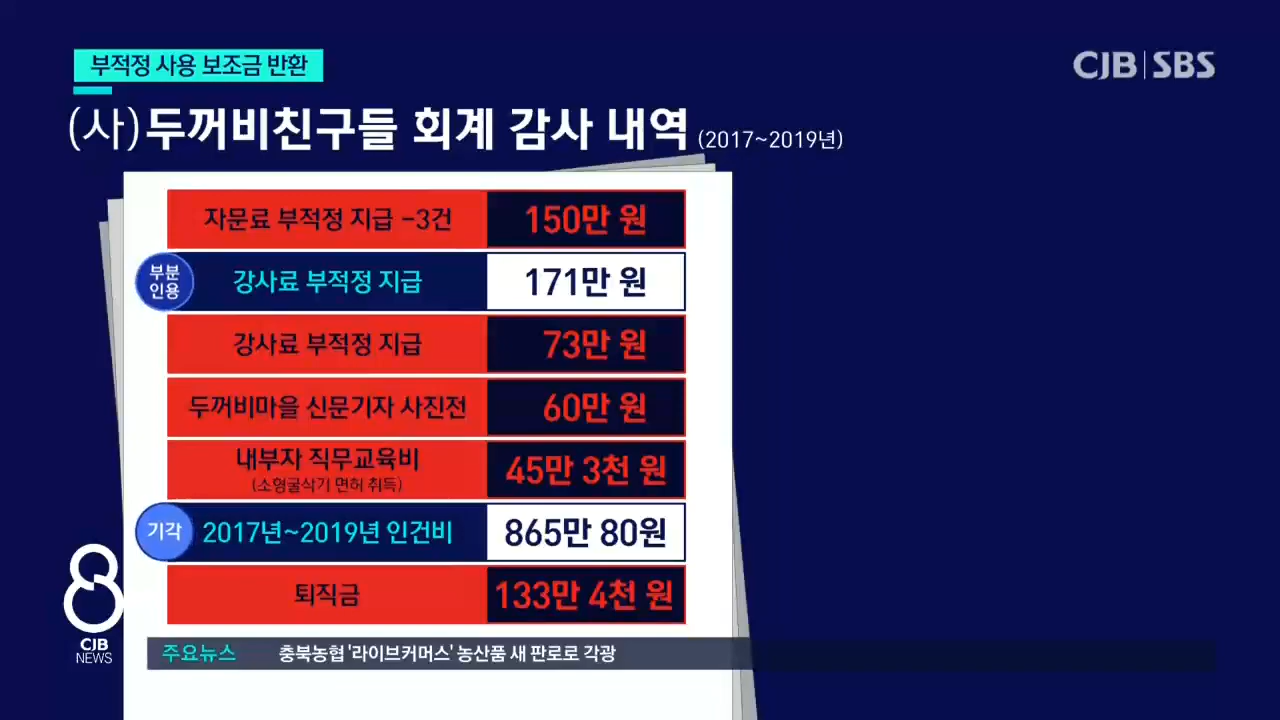 부적정 사용 보조금 반환
CJB SBS
(사)두꺼비친구들 회계 감사 내역 (2017~2019년)
자문료 부적정 지급 -3건 150만 원
부분
인용
강사료 부적정 지급 171만 원
강사료 부적정 지급 73만 원
두꺼비마을 신문기자 사진전 60만 원
내부자 직무교육비 45만 3천 원
(소형굴삭기 면허 취득)
기각 2017년~2019년 인건비 865만 80원
퇴직금 133만 4천 원
8
CJB
NEWS
주요뉴스 충북농협 '라이브커머스' 농산품 새 판로로 각광